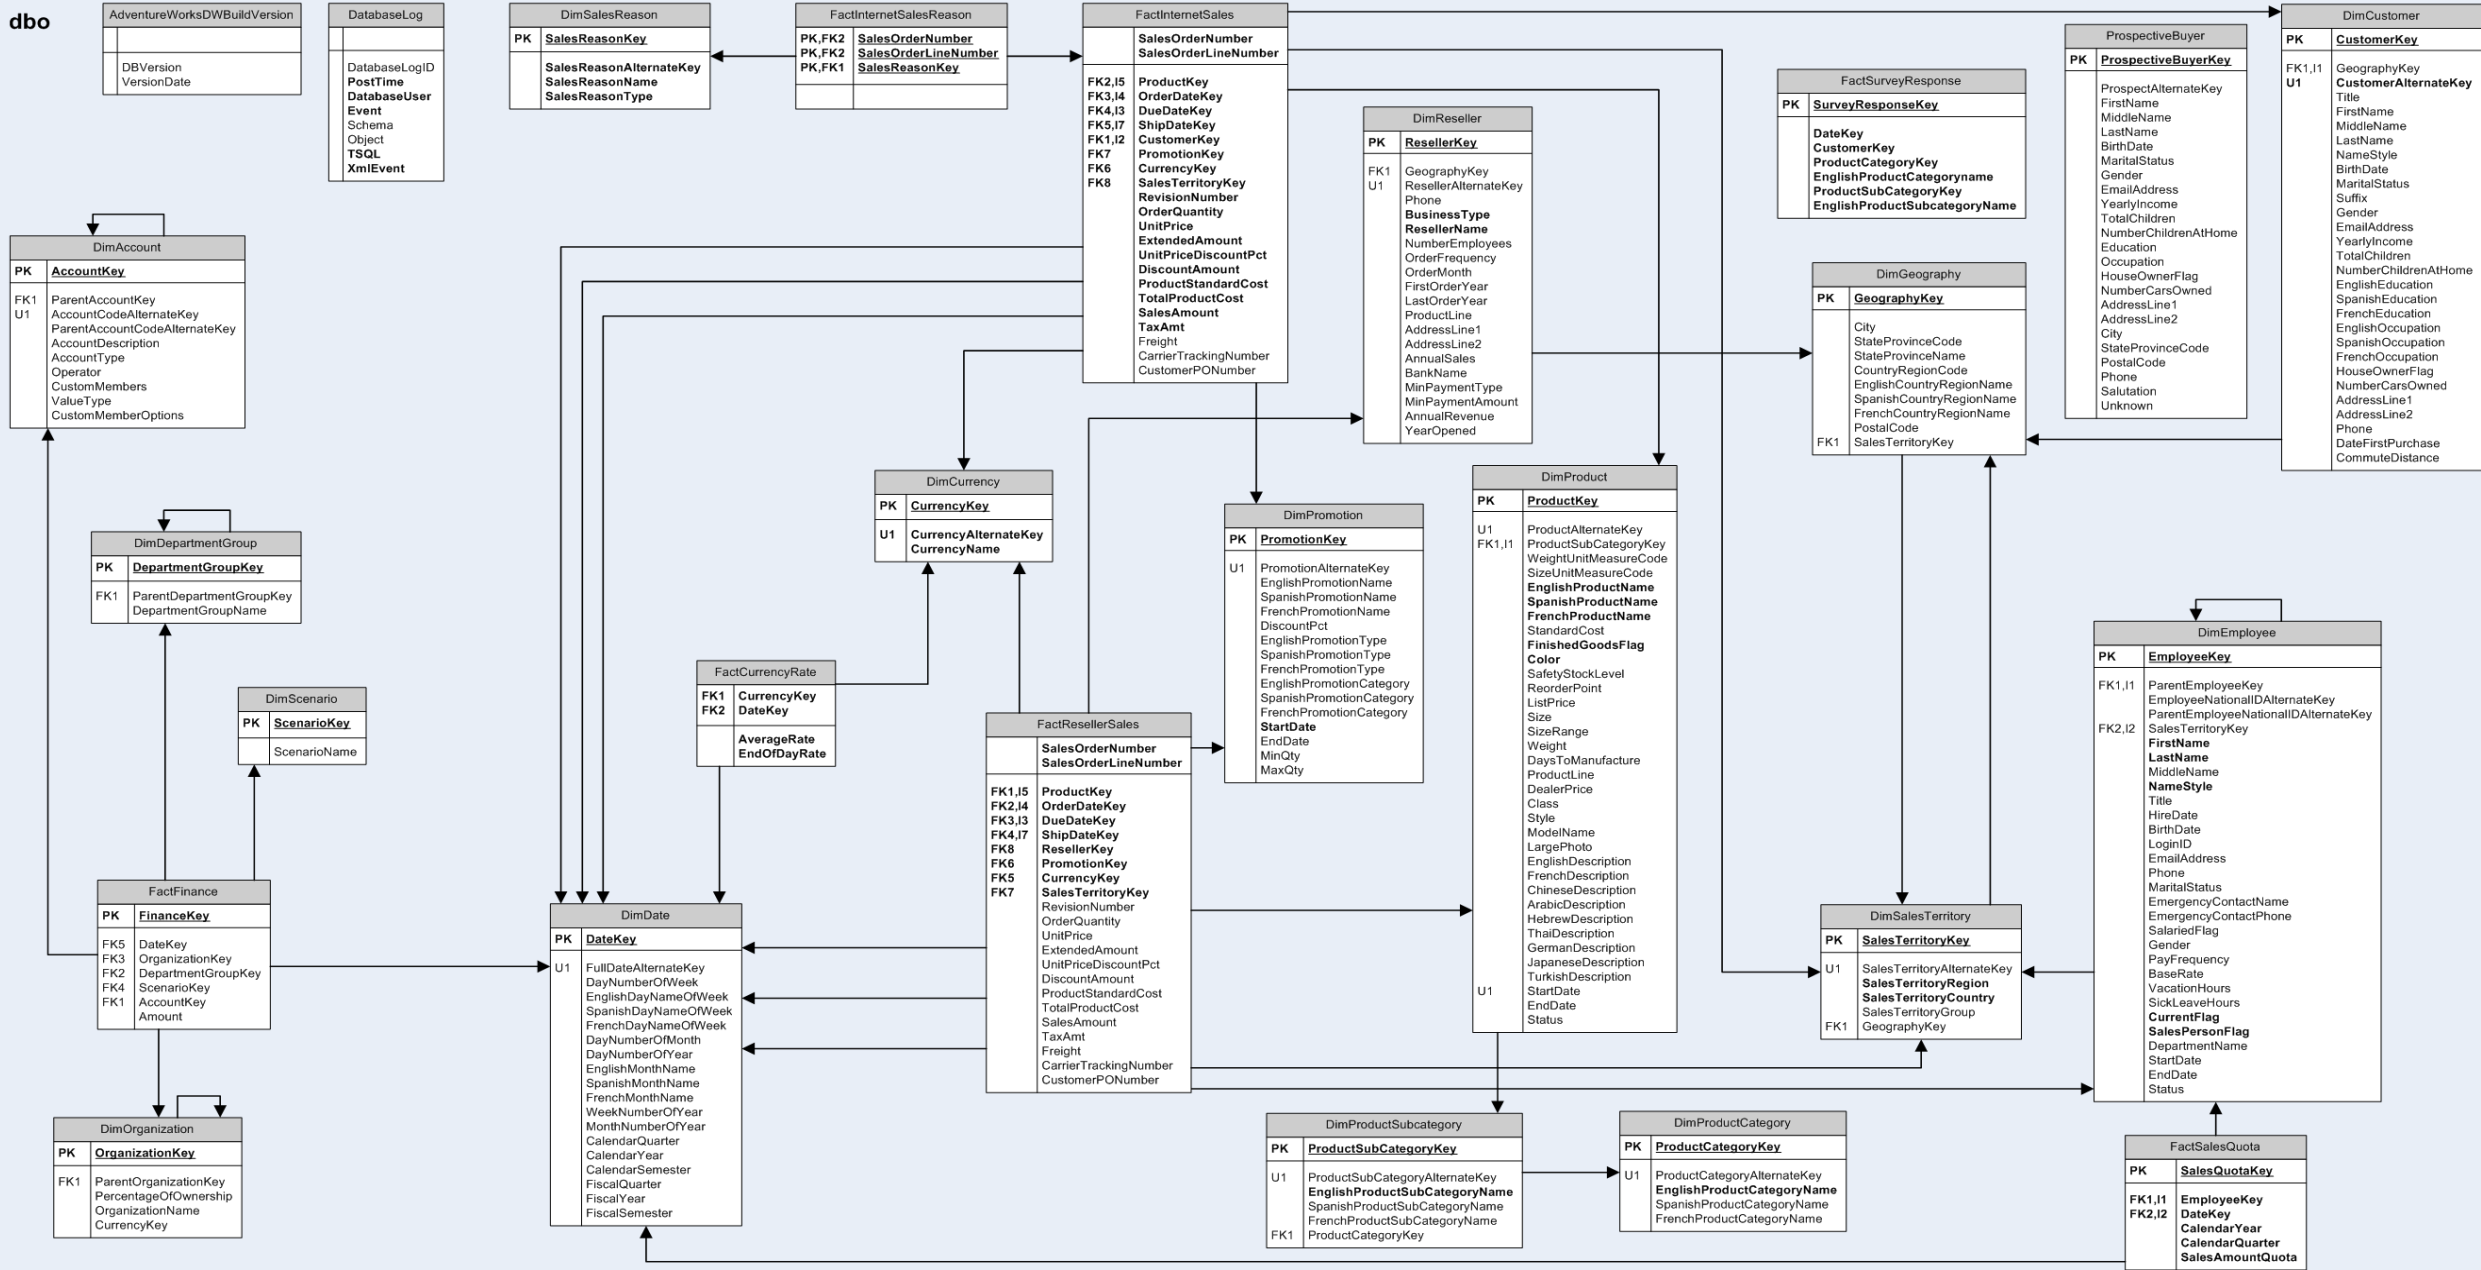 dbo
AdventureWorksDWBuildVersion
DBVersion
VersionDate
DatabaseLog
DatabaseLogID
PostTime
DatabaseUser
Event
Schema
Object
TSQL
XmlEvent
DimSalesReason
PK SalesReasonKey
SalesReasonAlternateKey
SalesReasonName
SalesReasonType
FactInternetSalesReason
PK,FK2 SalesOrderNumber
PK,FK2 SalesOrderLineNumber
PK,FK1 SalesReasonKey
FactInternetSales
SalesOrderNumber
SalesOrderLineNumber
FK2,I5 ProductKey
FK3,I4 OrderDateKey
FK4,I3 DueDateKey
FK5,I7 ShipDateKey
FK1,I2 CustomerKey
FK7 PromotionKey
FK6 CurrencyKey
FK8 SalesTerritoryKey
RevisionNumber
OrderQuantity
UnitPrice
ExtendedAmount
UnitPriceDiscountPct
DiscountAmount
ProductStandardCost
TotalProductCost
SalesAmount
TaxAmt
Freight
CarrierTrackingNumber
CustomerPONumber
DimReseller
PK ResellerKey
FK1 GeographyKey
U1 ResellerAlternateKey
Phone
BusinessType
ResellerName
NumberEmployees
OrderFrequency
OrderMonth
FirstOrderYear
LastOrderYear
ProductLine
AddressLine1
AddressLine2
AnnualSales
BankName
MinPaymentType
MinPaymentAmount
AnnualRevenue
YearOpened
FactSurveyResponse
PK SurveyResponseKey
DateKey
CustomerKey
ProductCategoryKey
EnglishProductCategoryname
ProductSubCategoryKey
EnglishProductSubcategoryName
ProspectiveBuyer
PK ProspectiveBuyerKey
ProspectAlternateKey
FirstName
MiddleName
LastName
BirthDate
MaritalStatus
Gender
EmailAddress
YearlyIncome
TotalChildren
NumberChildrenAtHome
Education
Occupation
HouseOwnerFlag
NumberCarsOwned
AddressLine1
AddressLine2
City
StateProvinceCode
PostalCode
Phone
Salutation
Unknown
DimCustomer
PK CustomerKey
FK1,I1 GeographyKey
U1 CustomerAlternateKey
Title
FirstName
MiddleName
LastName
NameStyle
BirthDate
MaritalStatus
Suffix
Gender
EmailAddress
YearlyIncome
TotalChildren
NumberChildrenAtHome
EnglishEducation
SpanishEducation
FrenchEducation
EnglishOccupation
SpanishOccupation
FrenchOccupation
HouseOwnerFlag
NumberCarsOwned
AddressLine1
AddressLine2
Phone
DateFirstPurchase
CommuteDistance
DimAccount
PK AccountKey
FK1 ParentAccountKey
U1 AccountCodeAlternateKey
ParentAccountCodeAlternateKey
AccountDescription
AccountType
Operator
CustomMembers
ValueType
CustomMemberOptions
DimGeography
PK GeographyKey
City
StateProvinceCode
StateProvinceName
CountryRegionCode
EnglishCountryRegionName
SpanishCountryRegionName
FrenchCountryRegionName
PostalCode
FK1 SalesTerritoryKey
DimCurrency
PK CurrencyKey
U1 CurrencyAlternateKey
CurrencyName
DimPromotion
PK PromotionKey
U1 PromotionAlternateKey
EnglishPromotionName
SpanishPromotionName
FrenchPromotionName
DiscountPct
EnglishPromotionType
SpanishPromotionType
FrenchPromotionType
EnglishPromotionCategory
SpanishPromotionCategory
FrenchPromotionCategory
StartDate
EndDate
MinQty
MaxQty
DimProduct
PK ProductKey
U1 ProductAlternateKey
FK1,I1 ProductSubCategoryKey
WeightUnitMeasureCode
SizeUnitMeasureCode
EnglishProductName
SpanishProductName
FrenchProductName
StandardCost
FinishedGoodsFlag
Color
SafetyStockLevel
ReorderPoint
ListPrice
Size
SizeRange
Weight
DaysToManufacture
ProductLine
DealerPrice
Class
Style
ModelName
LargePhoto
EnglishDescription
FrenchDescription
ChineseDescription
ArabicDescription
HebrewDescription
ThaiDescription
GermanDescription
JapaneseDescription
TurkishDescription
U1 StartDate
EndDate
Status
DimDepartmentGroup
PK DepartmentGroupKey
FK1 ParentDepartmentGroupKey
DepartmentGroupName
DimScenario
PK ScenarioKey
ScenarioName
FactCurrencyRate
FK1 CurrencyKey
FK2 DateKey
AverageRate
EndOfDayRate
FactResellerSales
SalesOrderNumber
SalesOrderLineNumber
FK1,I5 ProductKey
FK2,I4 OrderDateKey
FK3,I3 DueDateKey
FK4,I7 ShipDateKey
FK8 ResellerKey
FK6 PromotionKey
FK5 CurrencyKey
FK7 SalesTerritoryKey
RevisionNumber
OrderQuantity
UnitPrice
ExtendedAmount
UnitPriceDiscountPct
DiscountAmount
ProductStandardCost
TotalProductCost
SalesAmount
TaxAmt
Freight
CarrierTrackingNumber
CustomerPONumber
DimEmployee
PK EmployeeKey
FK1,I1 ParentEmployeeKey
EmployeeNationalIDAlternateKey
ParentEmployeeNationalIDAlternateKey
FK2,I2 SalesTerritoryKey
FirstName
LastName
MiddleName
NameStyle
Title
HireDate
BirthDate
LoginID
EmailAddress
Phone
MaritalStatus
EmergencyContactName
EmergencyContactPhone
SalariedFlag
Gender
PayFrequency
BaseRate
VacationHours
SickLeaveHours
CurrentFlag
SalesPersonFlag
DepartmentName
StartDate
EndDate
Status
FactFinance
PK FinanceKey
FK5 DateKey
FK3 OrganizationKey
FK2 DepartmentGroupKey
FK4 ScenarioKey
FK1 AccountKey
Amount
DimDate
PK DateKey
U1 FullDateAlternateKey
DayNumberOfWeek
EnglishDayNameOfWeek
SpanishDayNameOfWeek
FrenchDayNameOfWeek
DayNumberOfMonth
DayNumberOfYear
EnglishMonthName
SpanishMonthName
FrenchMonthName
WeekNumberOfYear
MonthNumberOfYear
CalendarQuarter
CalendarYear
CalendarSemester
FiscalQuarter
FiscalYear
FiscalSemester
DimSalesTerritory
PK SalesTerritoryKey
U1 SalesTerritoryAlternateKey
SalesTerritoryRegion
SalesTerritoryCountry
SalesTerritoryGroup
FK1 GeographyKey
DimOrganization
PK OrganizationKey
FK1 ParentOrganizationKey
PercentageOfOwnership
OrganizationName
CurrencyKey
DimProductSubcategory
PK ProductSubCategoryKey
U1 ProductSubCategoryAlternateKey
EnglishProductSubCategoryName
SpanishProductSubCategoryName
FrenchProductSubCategoryName
FK1 ProductCategoryKey
DimProductCategory
PK ProductCategoryKey
U1 ProductCategoryAlternateKey
EnglishProductCategoryName
SpanishProductCategoryName
FrenchProductCategoryName
FactSalesQuota
PK SalesQuotaKey
FK1,I1 EmployeeKey
FK2,I2 DateKey
CalendarYear
CalendarQuarter
SalesAmountQuota